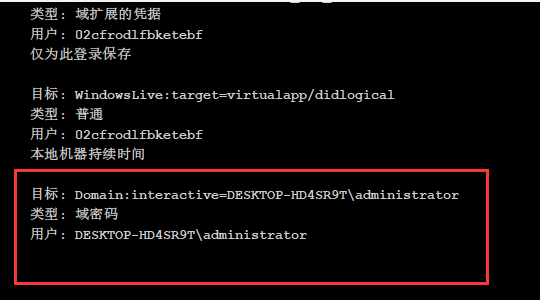 类型: 域扩展的凭据
用户: 02cfrodlfbketebf
仅为此登录保存
目标: WindowsLive:target=virtualapp/didlogical
类型: 普通
用户: 02cfrodlfbketebf
本地机器持续时间
目标: Domain:interactive=DESKTOP-HD4SR9T\administrator
类型: 域密码
用户: DESKTOP-HD4SR9T\administrator